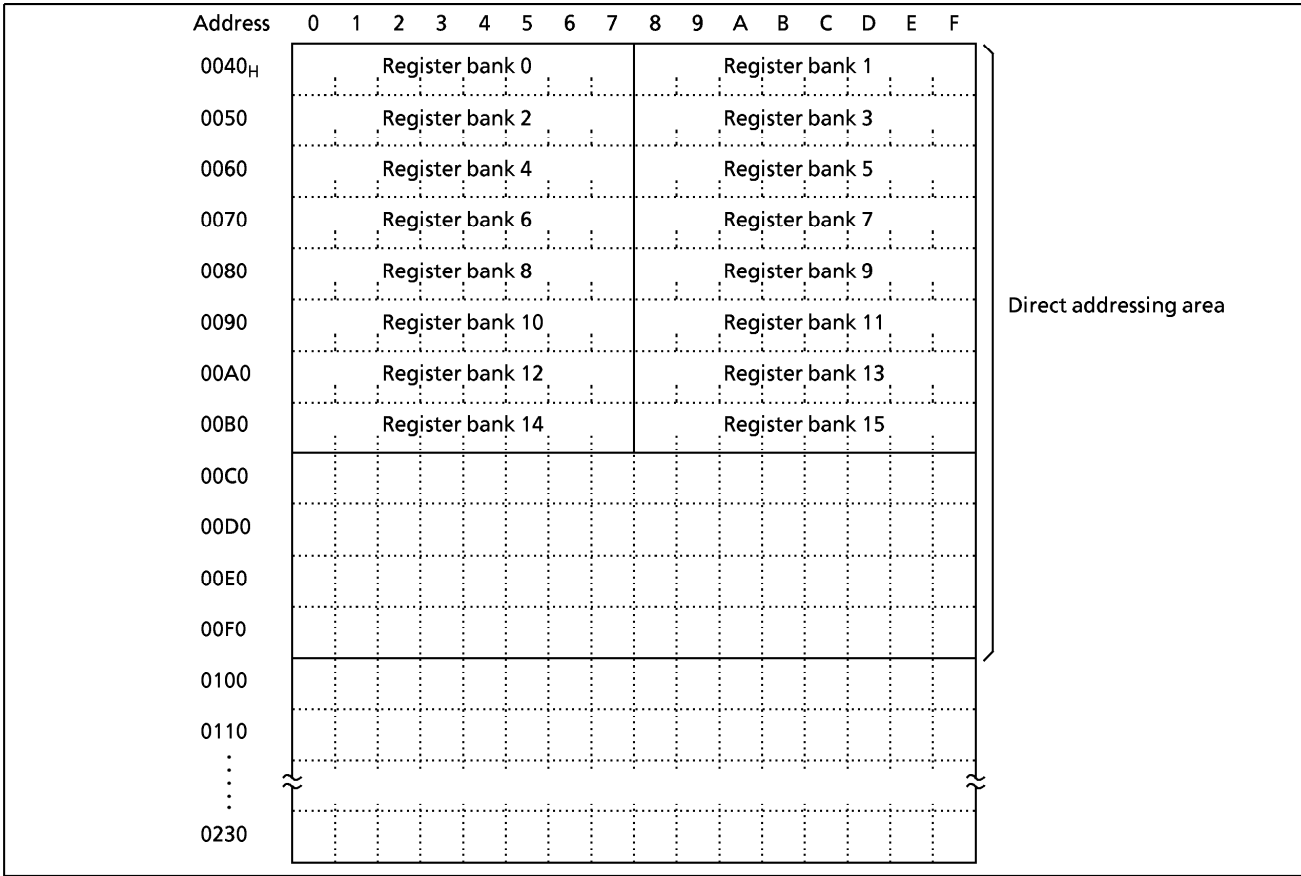 Address 0 1 2 3 4 5 6 7 8 9 A B C D E F
0040H Register bank 0 Register bank 1
0050 Register bank 2 Register bank 3
0060 Register bank 4 Register bank 5
0070 Register bank 6 Register bank 7
0080 Register bank 8 Register bank 9
Direct addressing area
0090 Register bank 10 Register bank 11
00A0 Register bank 12 Register bank 13
00B0 Register bank 14 Register bank 15
00C0
00D0
00E0
00F0
0100
0110
0230